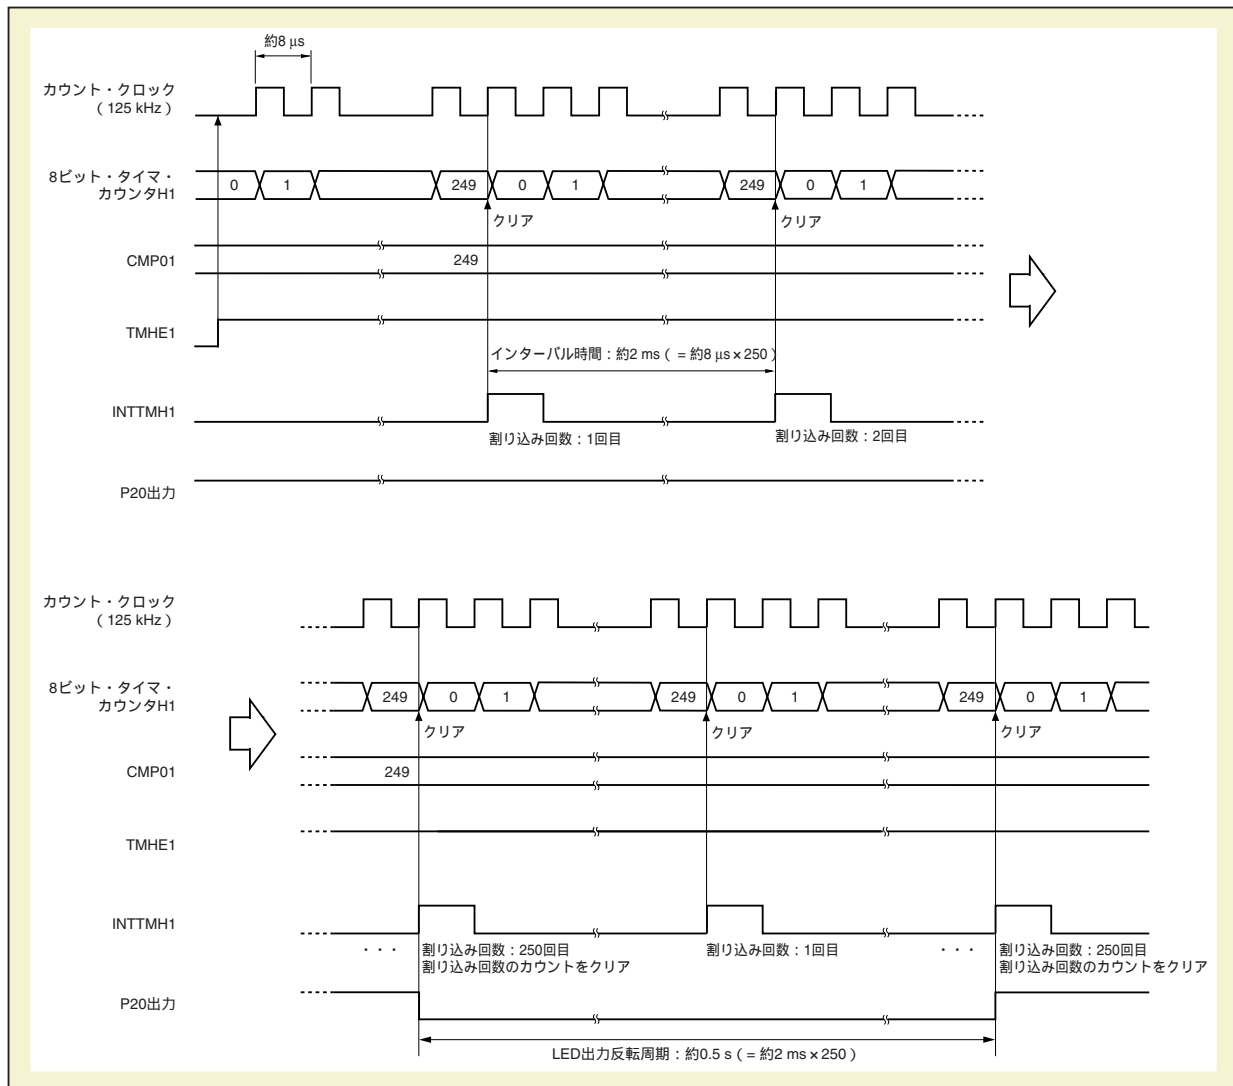 約8 μs
カウント・クロック
（125 kHz）
8ビット・タイマ・
カウンタH1
0 1 249 0 1 249 0 1
クリア クリア
CMP01
249
TMHE1
インターバル時間：約2 ms（ = 約8 μs × 250）
INTTMH1
割り込み回数：1回目 割り込み回数：2回目
P20出力
カウント・クロック
（125 kHz）
8ビット・タイマ・
カウンタH1
249 0 1 249 0 1 249 0 1
クリア クリア クリア
CMP01
249
TMHE1
INTTMH1
・・・ 割り込み回数：250回目 割り込み回数：1回目 ・・・ 割り込み回数：250回目
割り込み回数のカウントをクリア 割り込み回数のカウントをクリア
P20出力
LED出力反転周期：約0.5 s（= 約2 ms × 250）